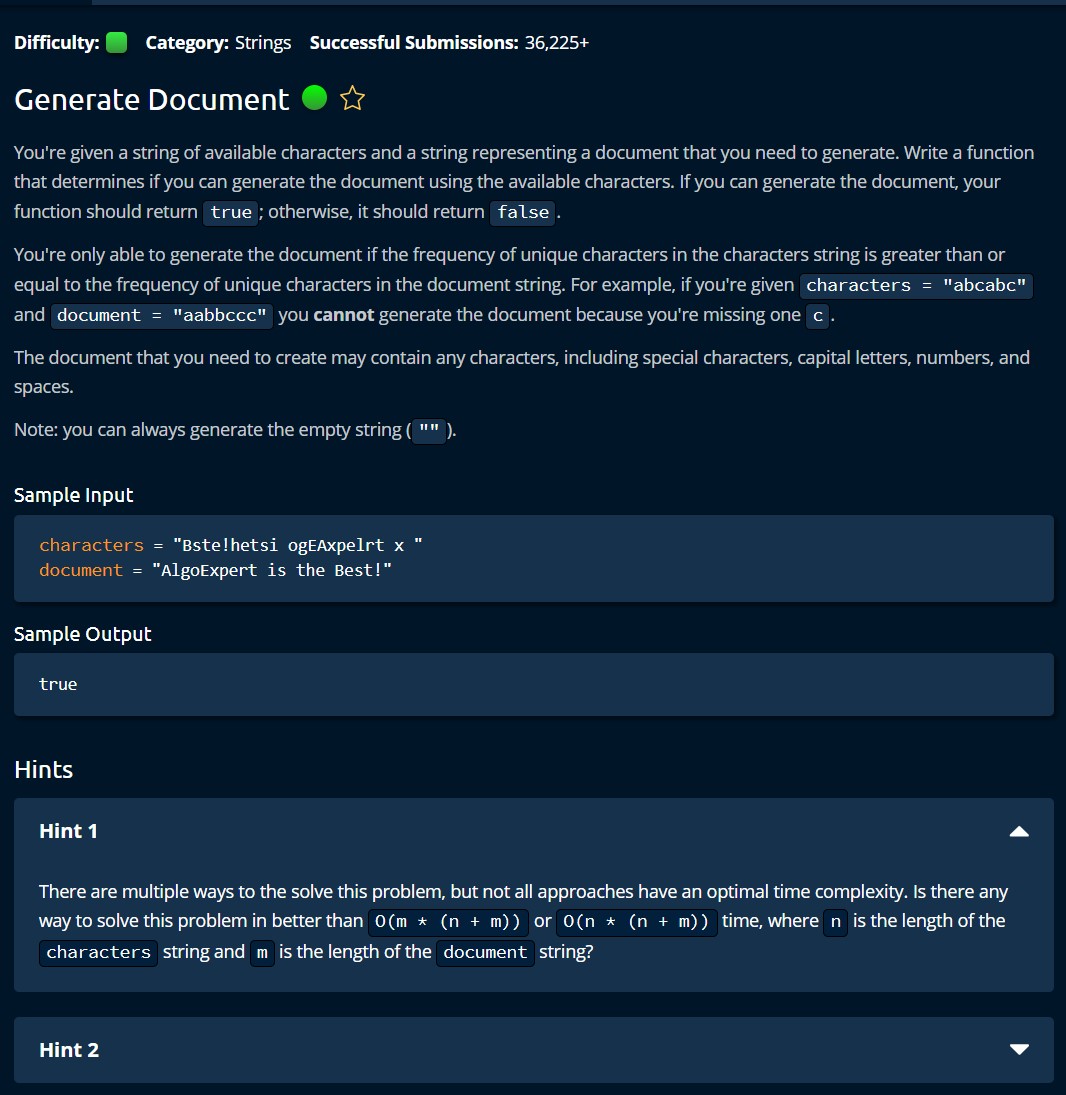 Difficulty: Category: Strings Successful Submissions: 36,225+
Generate Document
You're given a string of available characters and a string representing a document that you need to generate. Write a function
that determines if you can generate the document using the available characters. If you can generate the document, your
function should return true ; otherwise, it should return false .
You're only able to generate the document if the frequency of unique characters in the characters string is greater than or
equal to the frequency of unique characters in the document string. For example, if you're given characters = "abcabc"
and document = "aabbccc" you cannot generate the document because you're missing one c .
The document that you need to create may contain any characters, including special characters, capital letters, numbers, and
spaces.
Note: you can always generate the empty string ( "" ).
Sample Input
characters = "Bste!hetsi ogEAxpelrt x "
document = "AlgoExpert is the Best!"
Sample Output
true
Hints
Hint 1
There are multiple ways to the solve this problem, but not all approaches have an optimal time complexity. Is there any
way to solve this problem in better than O(m * (n + m)) or O(n * (n + m)) time, where n is the length of the
characters string and m is the length of the document string?
Hint 2